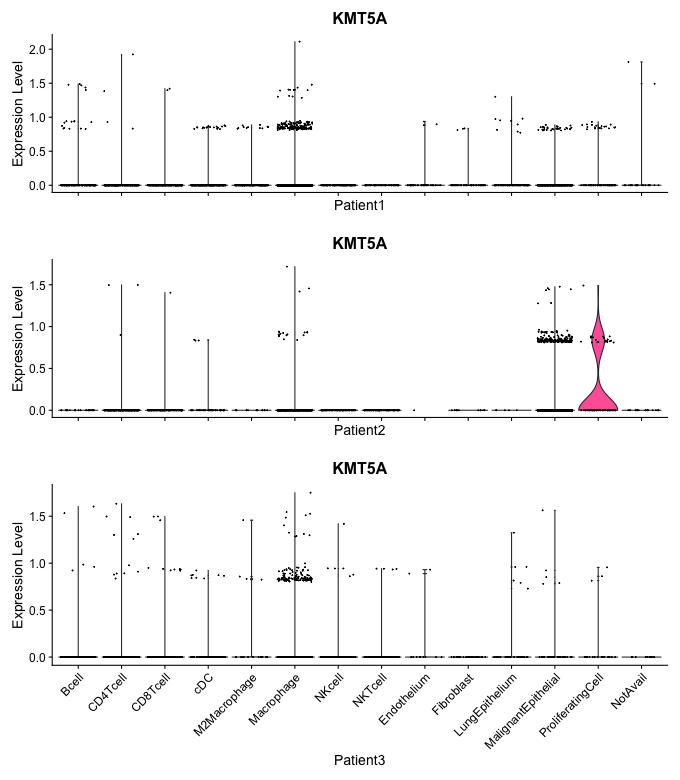 KMT5A
Expression Level
2.0
1.5
1.0
0.5
0.0
Patient1
KMT5A
Expression Level
1.5
1.0
0.5
0.0
Patient2
KMT5A
Expression Level
1.5
1.0
0.5
0.0
Bcell
CD4Tcell
CD8Tcell
cDC
M2Macrophage
Macrophage
NKcell
NKTcell
Endothelium
Fibroblast
LungEpithelium
MalignantEpithelial
ProliferatingCell
NotAvail
Patient3